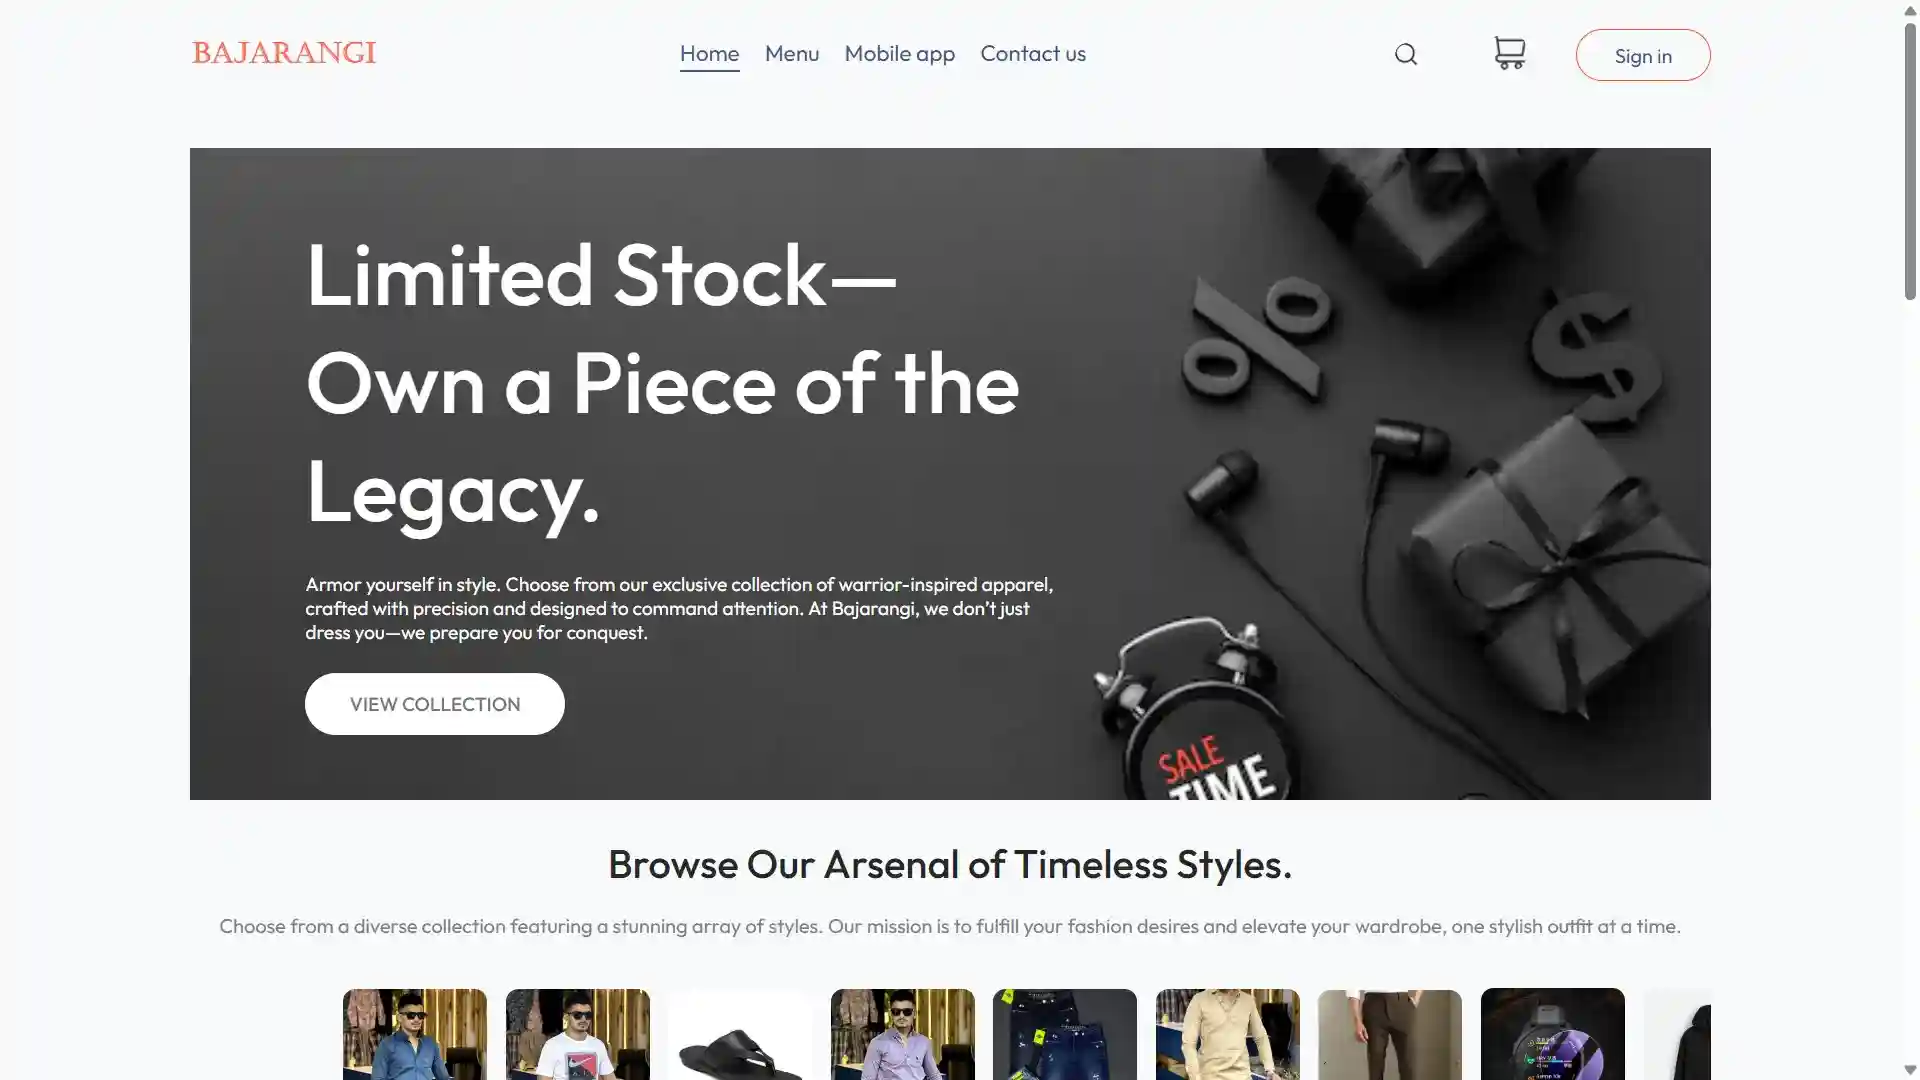 BAJARANGI
Home
Menu
Mobile app
Contact us
Sign in
Limited Stock—
Own a Piece of the
Legacy.
Armor yourself in style. Choose from our exclusive collection of warrior-inspired apparel,
crafted with precision and designed to command attention. At Bajarangi, we don't just
dress you—we prepare you for conquest.
VIEW COLLECTION
%
$
SALE
TIME
Browse Our Arsenal of Timeless Styles.
Choose from a diverse collection featuring a stunning array of styles. Our mission is to fulfill your fashion desires and elevate your wardrobe, one stylish outfit at a time.